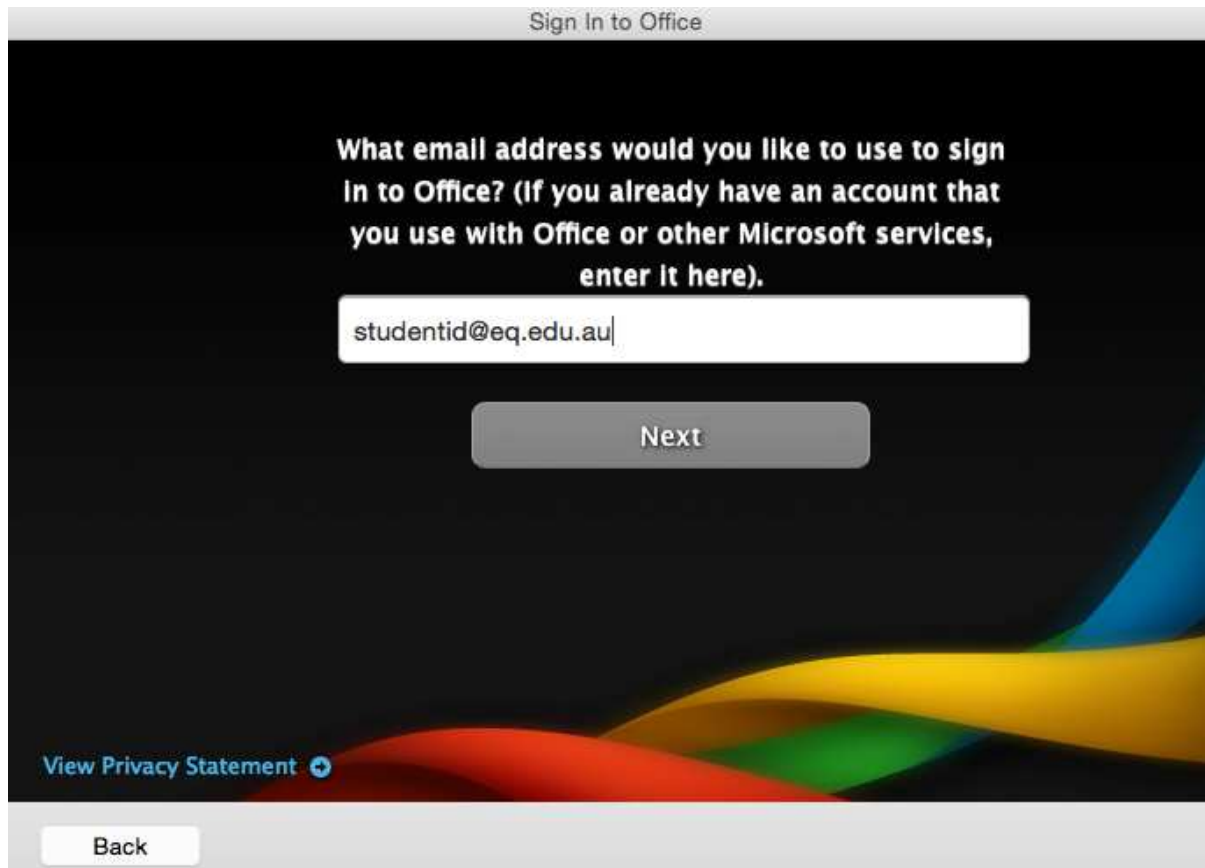 Sign In to Office
What email address would you like to use to sign
in to Office? (If you already have an account that
you use with Office or other Microsoft services,
enter it here).
studentid@eq.edu.au
Next
View Privacy Statement
Back